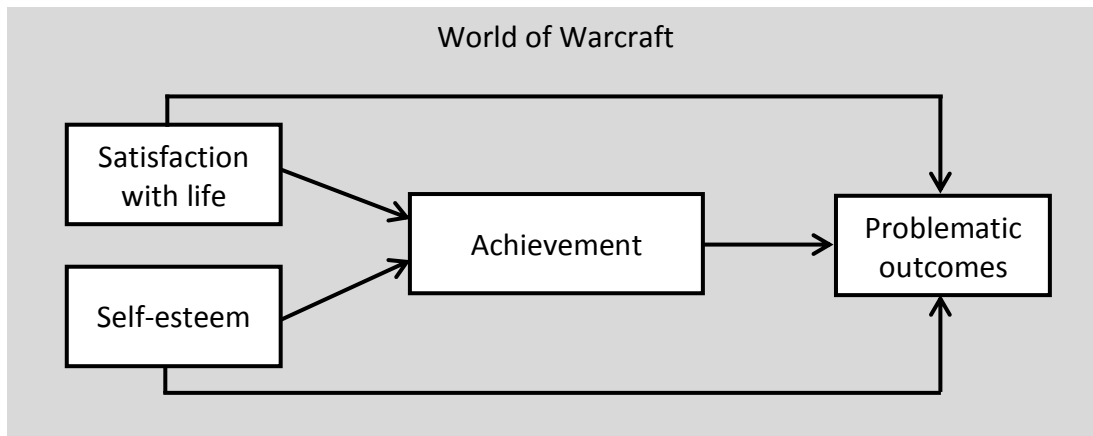 World of Warcraft
Satisfaction
with life
Achievement
Problematic
outcomes
Self-esteem